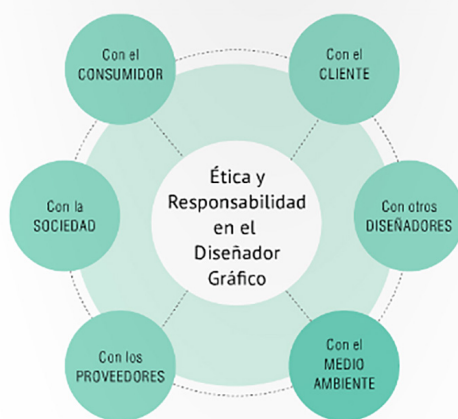 Con el
CONSUMIDOR
Con el
CLIENTE
Con la
SOCIEDAD
Ética y
Responsabilidad
en el
Diseñador
Gráfico
Con otros
DISEÑADORES
Con los
PROVEEDORES
Con el
MEDIO
AMBIENTE